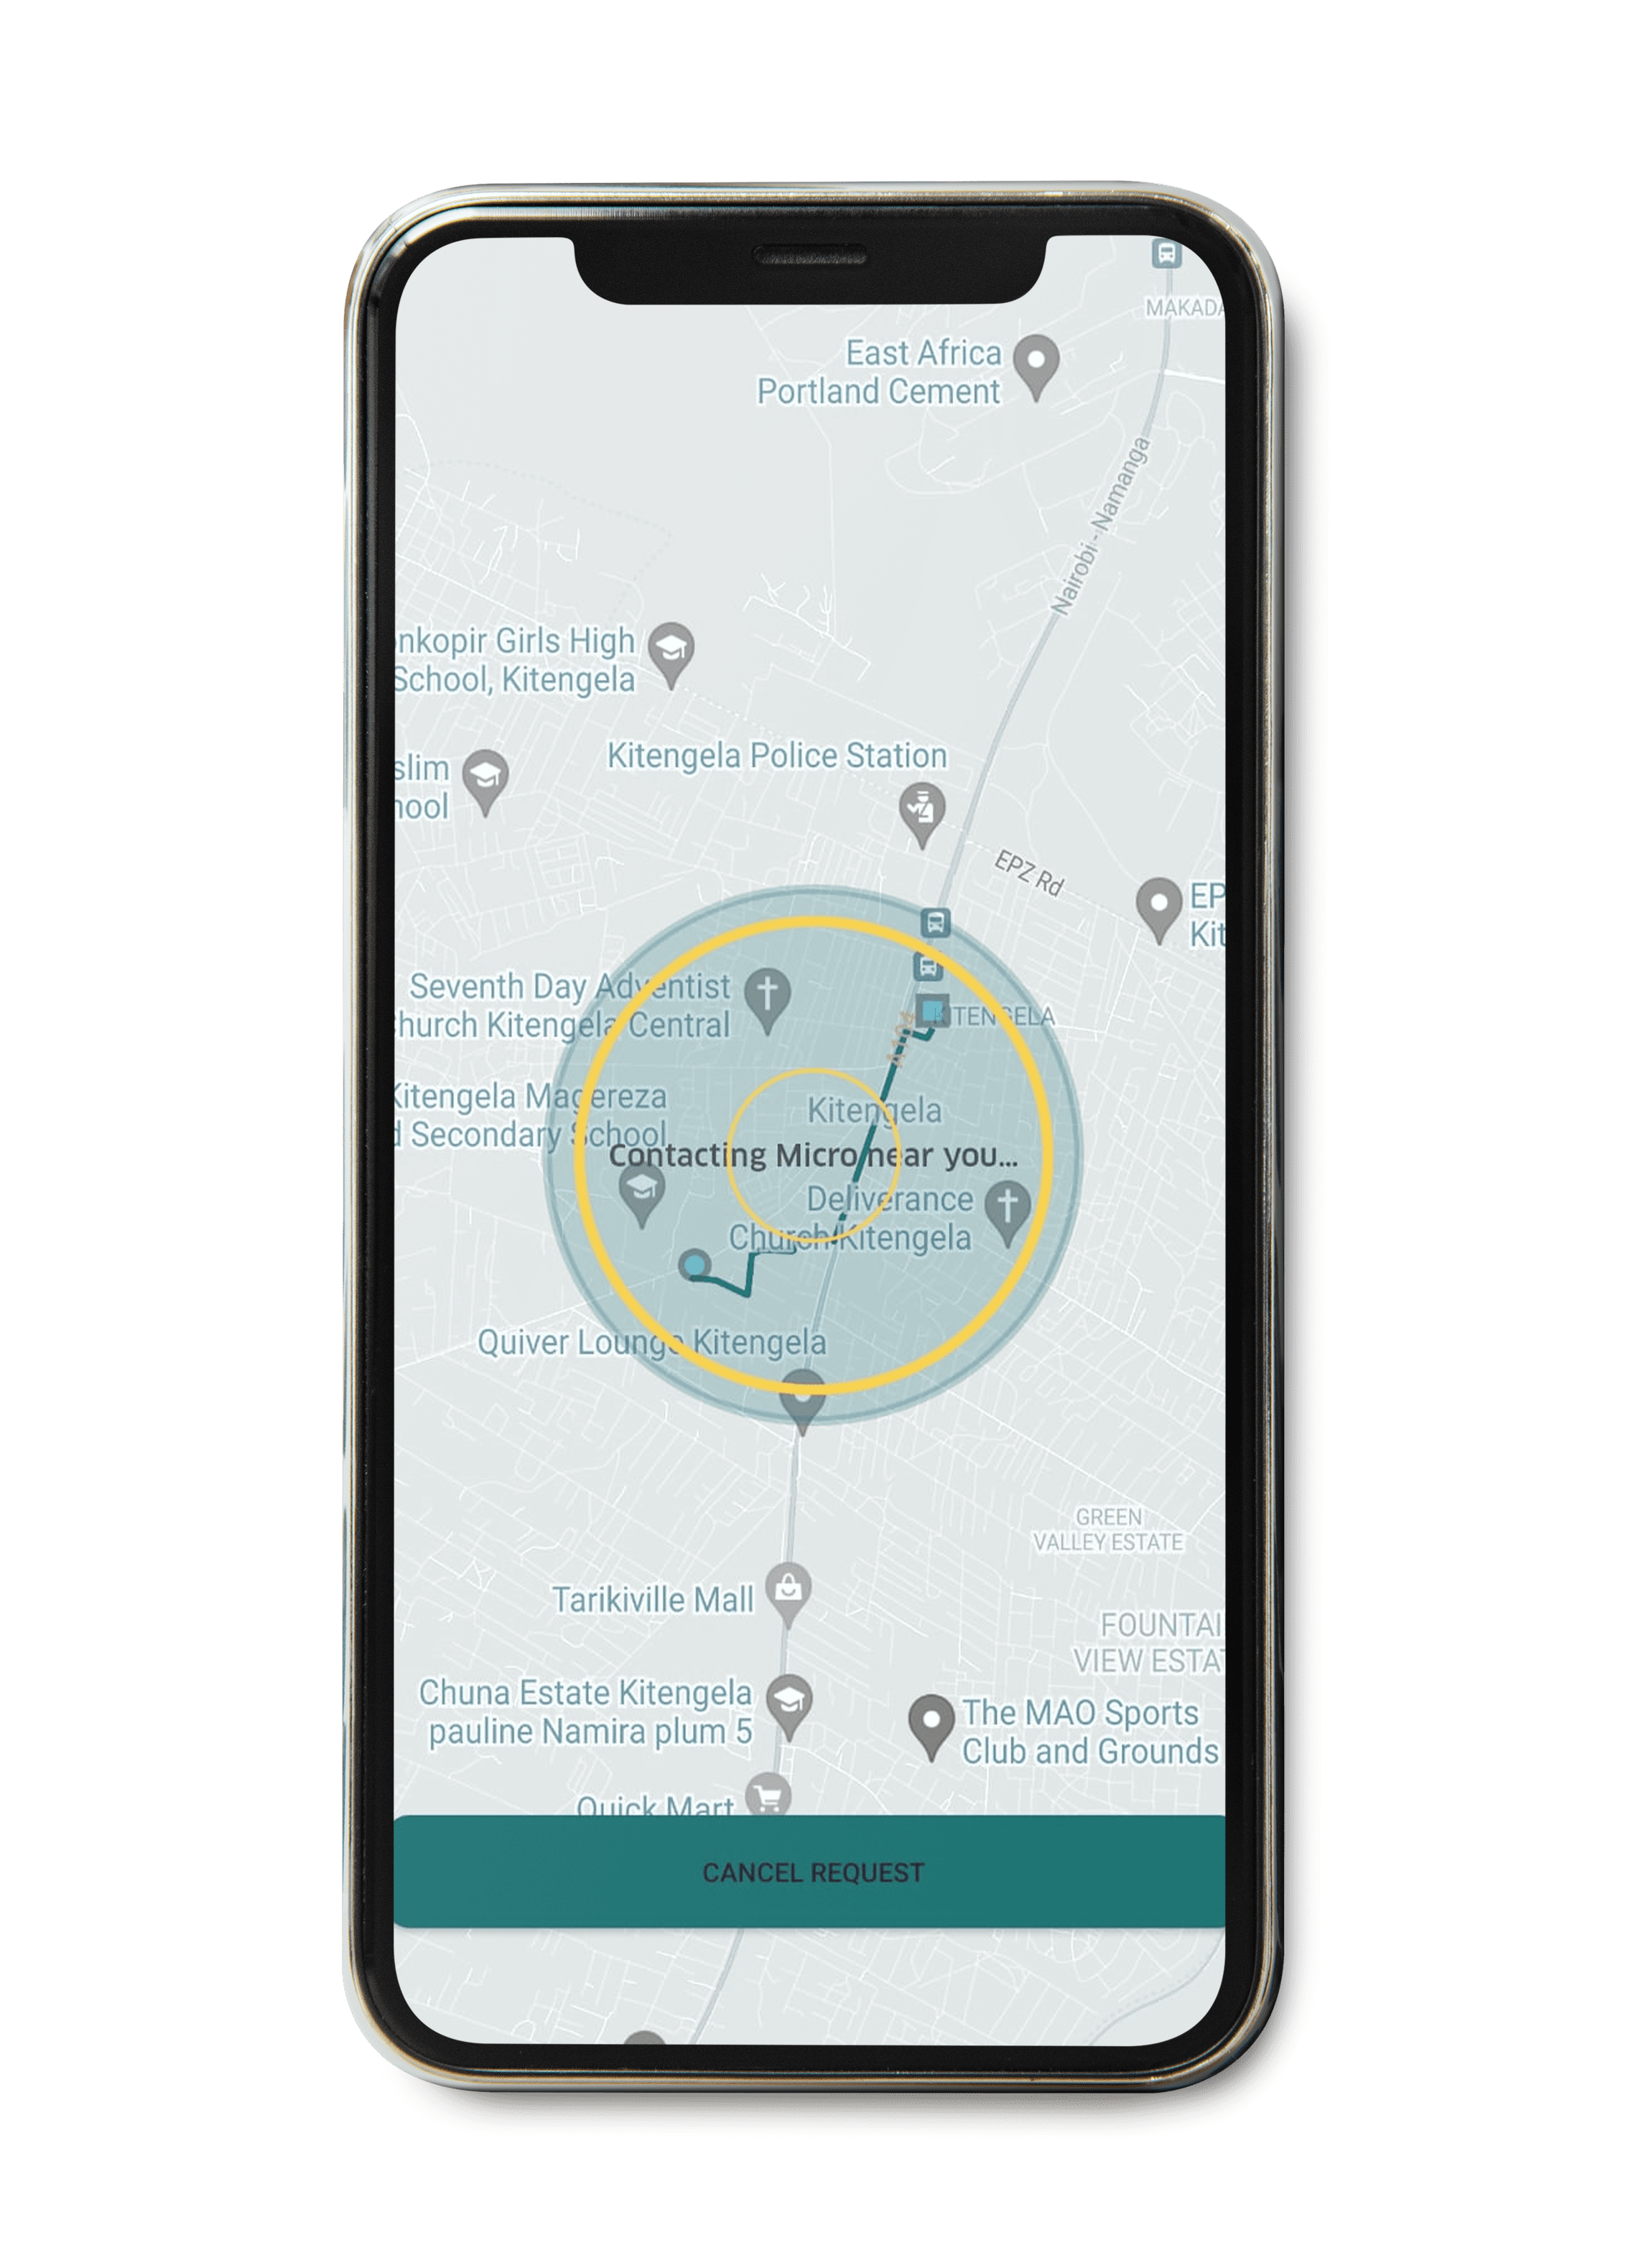 MAKADA
East Africa
Portland Cement
Nairobi - Namanga
nkopir Girls High
School, Kitengela
Kitengela Police Station
slim
hool
EPZ Rd
EP
Kit
Seventh Day Adventist
hurch Kitengela Central
KITENGELA
A104
Kitengela Magereza
d Secondary School
Kitengela
Contacting Micro near you...
Deliverance
Church Kitengela
Quiver Lounge Kitengela
GREEN
VALLEY ESTATE
Tarikiville Mall
FOUNTAI
VIEW ESTAT
Chuna Estate Kitengela
pauline Namira plum 5
The MAO Sports
Club and Grounds
Quick Mart
CANCEL REQUEST